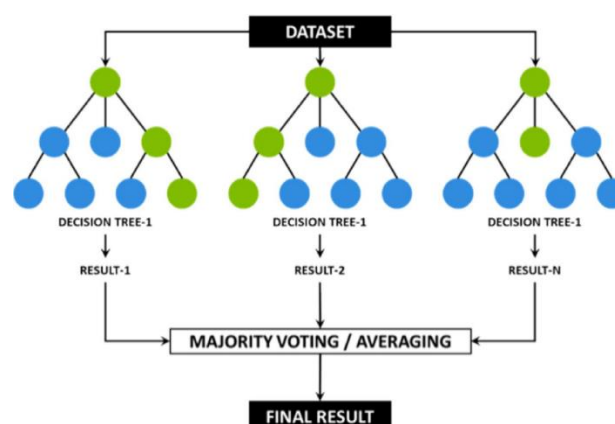 DATASET
DECISION TREE-1
DECISION TREE-1
DECISION TREE-1
RESULT-1
RESULT-2
RESULT-N
MAJORITY VOTING / AVERAGING
FINAL RESULT